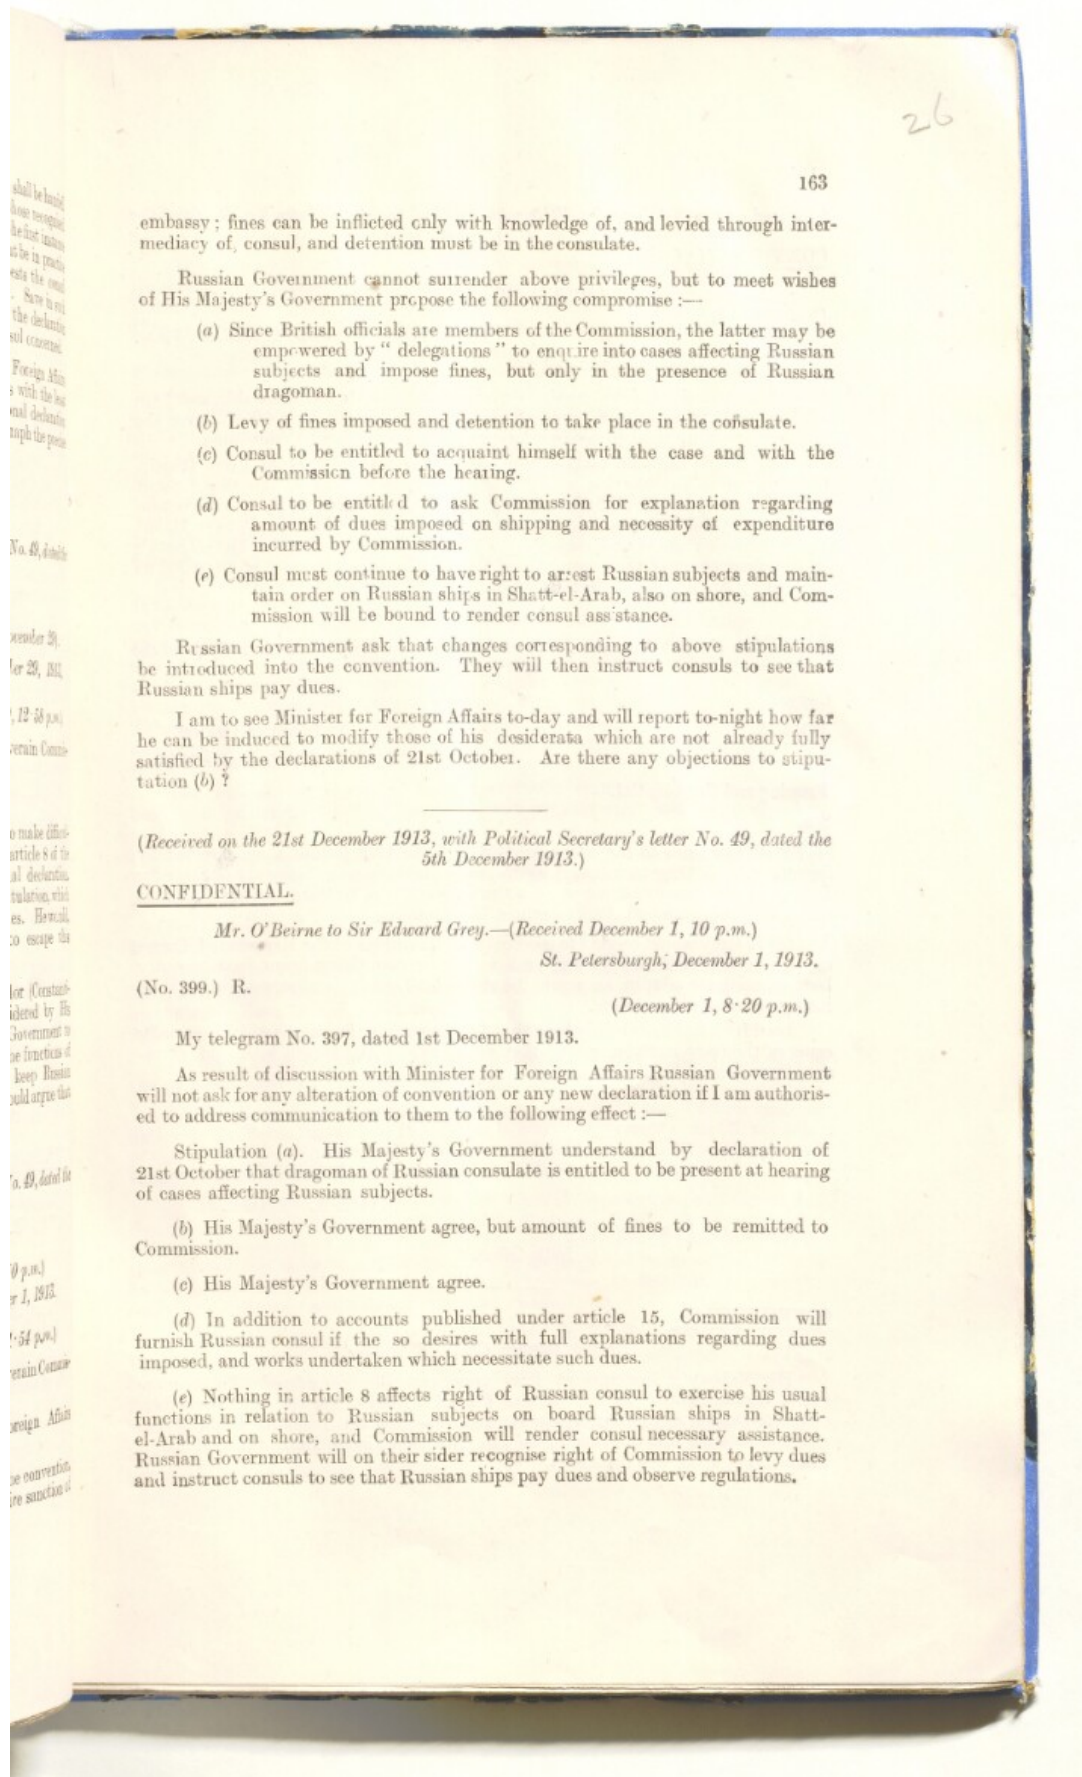 26
163
embassy; fines can be inflicted only with knowledge of, and levied through inter-
mediacy of, consul, and detention must be in the consulate.
Russian Government cannot surrender above privileges, but to meet wishes
of His Majesty's Government propose the following compromise :—
(a) Since British officials are members of the Commission, the latter may be
empowered by " delegations " to enquire into cases affecting Russian
subjects and impose fines, but only in the presence of Russian
dragoman.
(b) Levy of fines imposed and detention to take place in the consulate.
(c) Consul to be entitled to acquaint himself with the case and with the
Commission before the hearing.
(d) Consul to be entitled to ask Commission for explanation regarding
amount of dues imposed on shipping and necessity of expenditure
incurred by Commission.
(e) Consul must continue to have right to arrest Russian subjects and main-
tain order on Russian ships in Shatt-el-Arab, also on shore, and Com-
mission will be bound to render consul assistance.
Russian Government ask that changes corresponding to above stipulations
be introduced into the convention. They will then instruct consuls to see that
Russian ships pay dues.
I am to see Minister for Foreign Affairs to-day and will report to-night how far
he can be induced to modify those of his desiderata which are not already fully
satisfied by the declarations of 21st October. Are there any objections to stipu-
tation (b) ?
(Received on the 21st December 1913, with Political Secretary's letter No. 49, dated the
5th December 1913.)
CONFIDENTIAL.
Mr. O'Beirne to Sir Edward Grey.—(Received December 1, 10 p.m.)
St. Petersburgh, December 1, 1913.
(No. 399.) R.
(December 1, 8·20 p.m.)
My telegram No. 397, dated 1st December 1913.
As result of discussion with Minister for Foreign Affairs Russian Government
will not ask for any alteration of convention or any new declaration if I am authoris-
ed to address communication to them to the following effect :—
Stipulation (a). His Majesty's Government understand by declaration of
21st October that dragoman of Russian consulate is entitled to be present at hearing
of cases affecting Russian subjects.
(b) His Majesty's Government agree, but amount of fines to be remitted to
Commission.
(c) His Majesty's Government agree.
(d) In addition to accounts published under article 15, Commission will
furnish Russian consul if the so desires with full explanations regarding dues
imposed, and works undertaken which necessitate such dues.
(e) Nothing in article 8 affects right of Russian consul to exercise his usual
functions in relation to Russian subjects on board Russian ships in Shatt-
el-Arab and on shore, and Commission will render consul necessary assistance.
Russian Government will on their sider recognise right of Commission to levy dues
and instruct consuls to see that Russian ships pay dues and observe regulations.